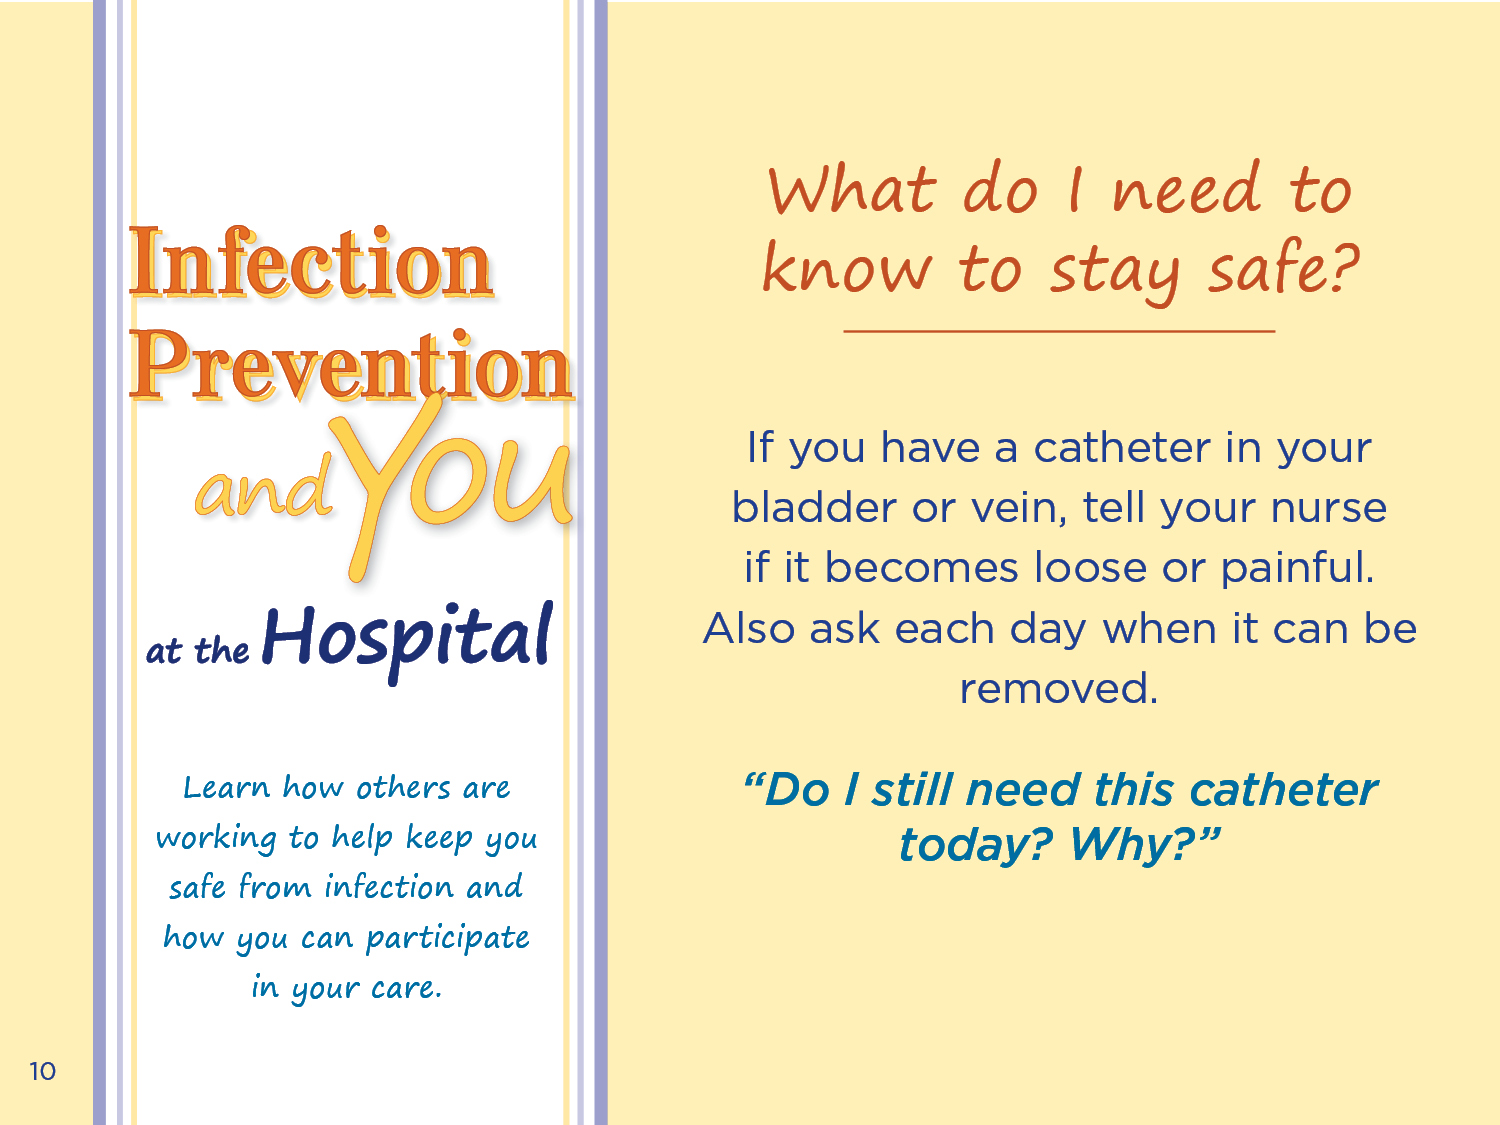 Infection
Prevention
and You
at the Hospital
Learn how others are
working to help keep you
safe from infection and
how you can participate
in your care.
10
What do I need to
know to stay safe?
If you have a catheter in your
bladder or vein, tell your nurse
if it becomes loose or painful.
Also ask each day when it can be
removed.
“Do I still need this catheter
today? Why?”